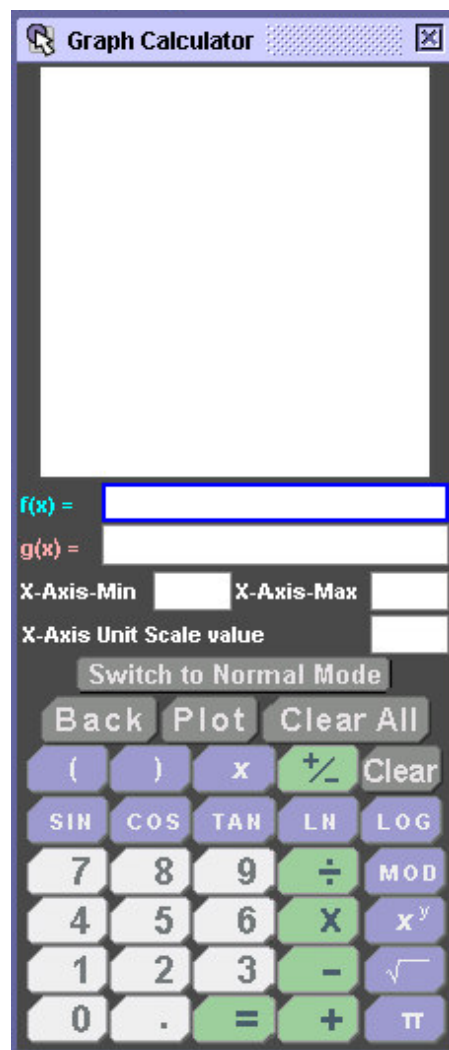 Graph Calculator
f(x) =
g(x) =
X-Axis-Min X-Axis-Max
X-Axis Unit Scale value
Switch to Normal Mode
Back Plot Clear All
( ) x +/- Clear
SIN COS TAN LN LOG
7 8 9 ÷ MOD
4 5 6 X x^y
1 2 3 - √
0 . = + π